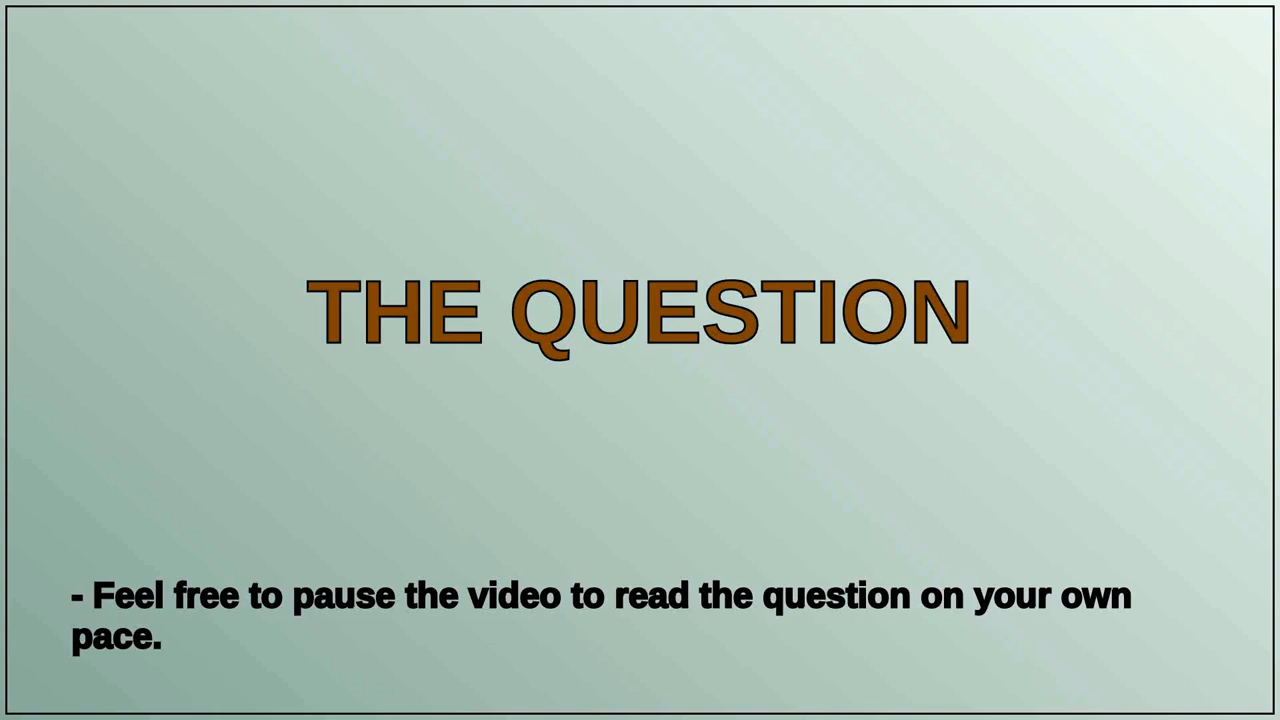 THE QUESTION
- Feel free to pause the video to read the question on your own
pace.